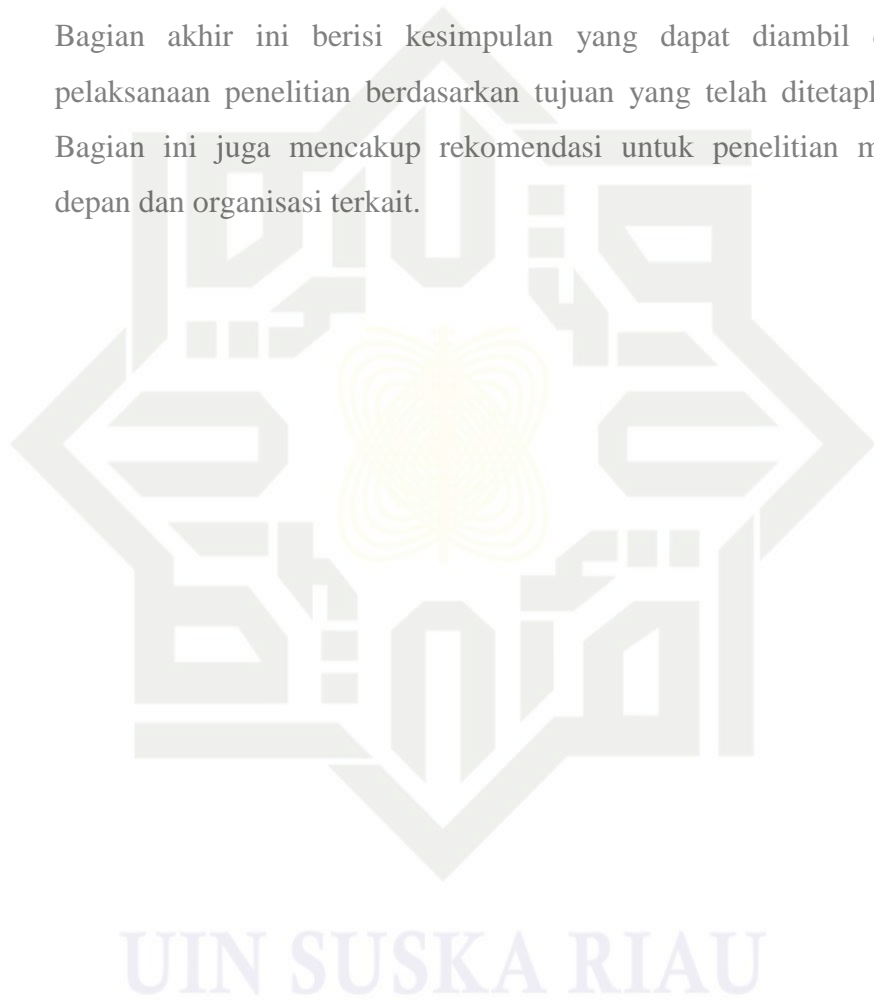 Bagian akhir ini berisi kesimpulan yang dapat diambil
pelaksanaan penelitian berdasarkan tujuan yang telah
Bagian ini juga mencakup rekomendasi untuk penelitian
depan dan organisasi terkait.
UIN SUSKA RIAU